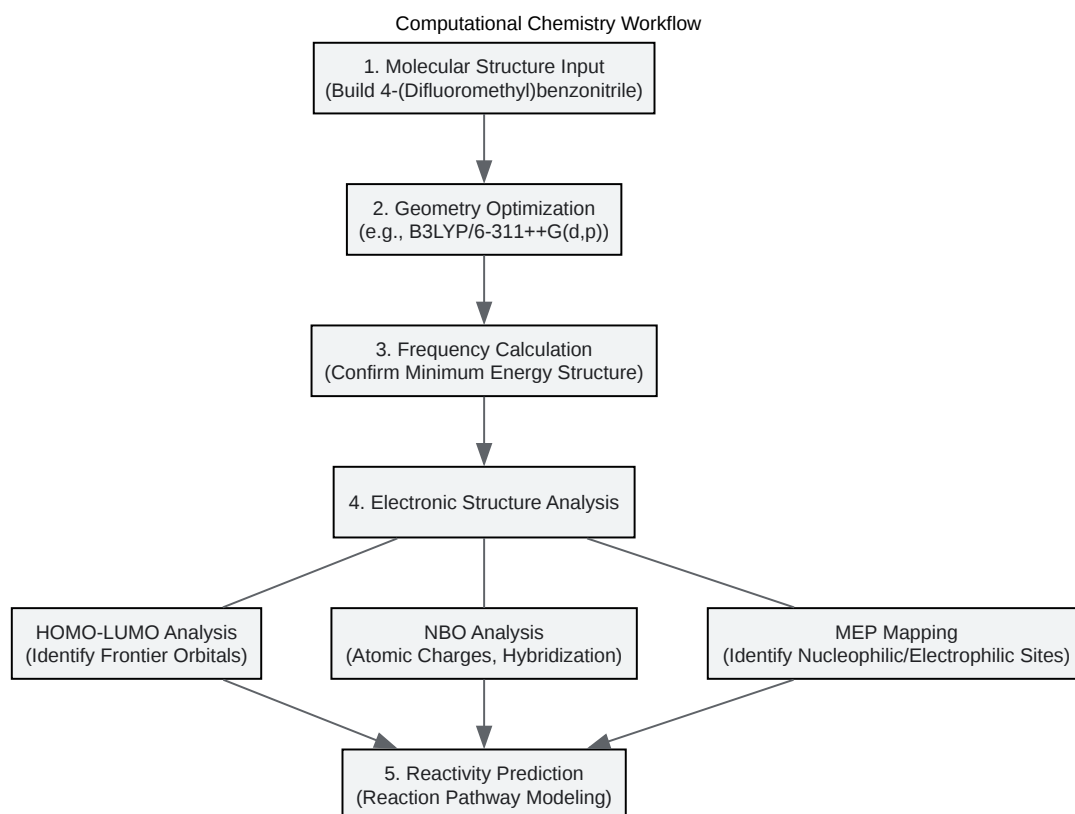 Computational Chemistry Workflow
1. Molecular Structure Input
(Build 4-(Difluoromethyl)benzonitrile)
2. Geometry Optimization
(e.g., B3LYP/6-311++G(d,p))
3. Frequency Calculation
(Confirm Minimum Energy Structure)
4. Electronic Structure Analysis
HOMO-LUMO Analysis
(Identify Frontier Orbitals)
NBO Analysis
(Atomic Charges, Hybridization)
MEP Mapping
(Identify Nucleophilic/Electrophilic Sites)
5. Reactivity Prediction
(Reaction Pathway Modeling)